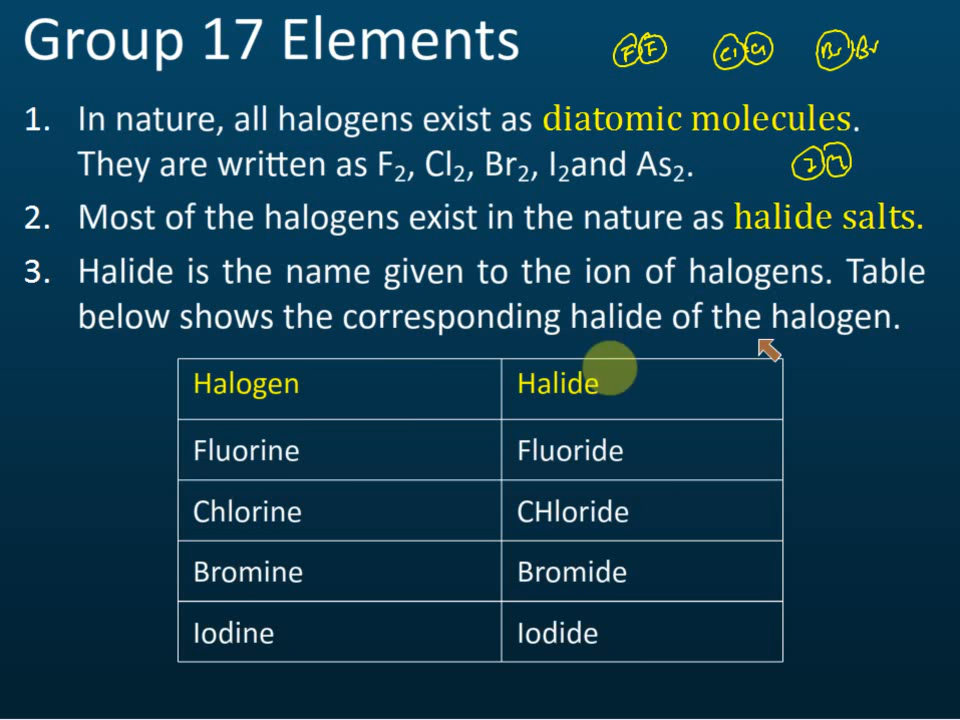 Group 17 Elements
F F Cl Cl Br Br
1. In nature, all halogens exist as diatomic molecules.
They are written as F₂, Cl₂, Br₂, I₂and As₂.
2. Most of the halogens exist in the nature as halide salts.
3. Halide is the name given to the ion of halogens. Table
below shows the corresponding halide of the halogen.
Halogen Halide
Fluorine Fluoride
Chlorine CHloride
Bromine Bromide
Iodine Iodide